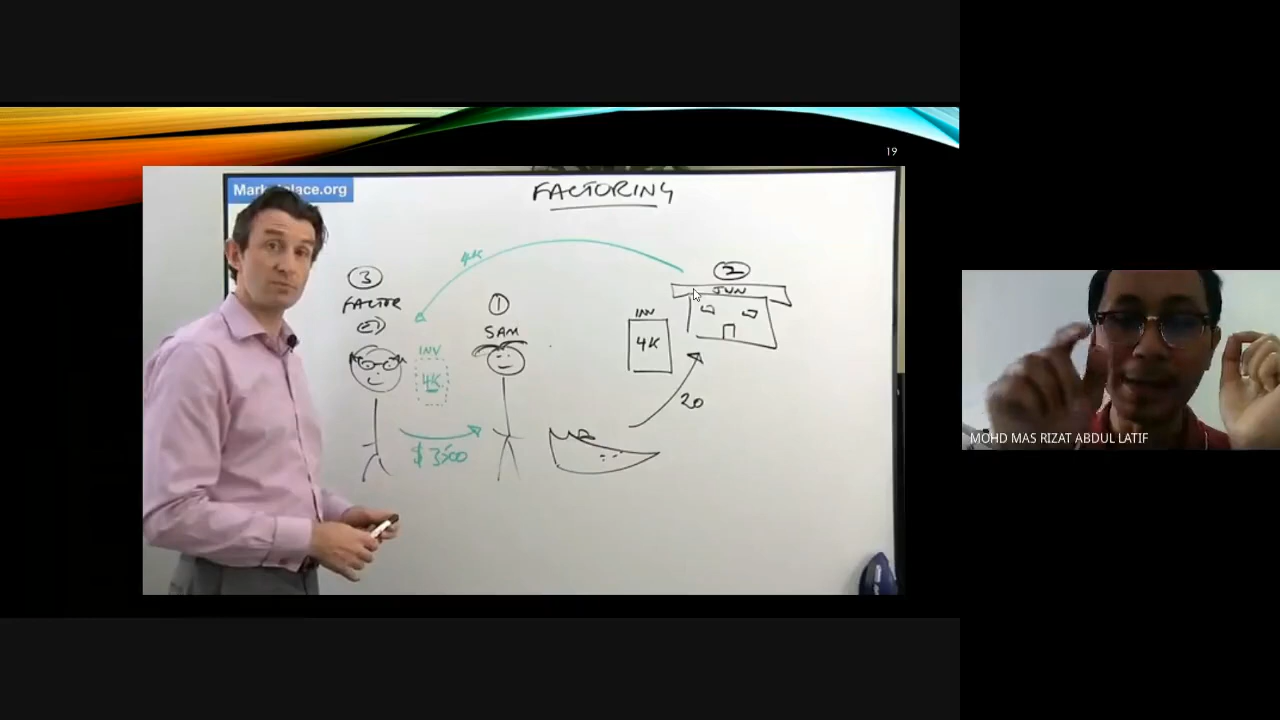 19
Marketplace.org
FACTORING
4K
3
FACTOR
1
SAM
2
INN
INV
4K
INV
4K
20
$3500
MOHD MAS RIZAT ABDUL LATIF